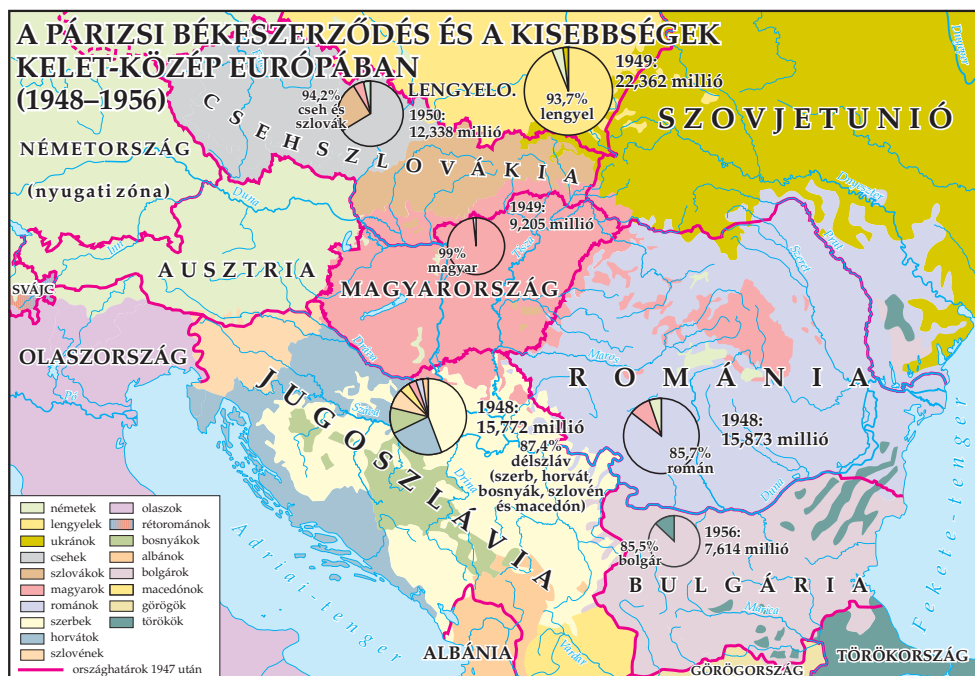 A PÁRIZSI BÉKESZERZŐDÉS ÉS A KISEBBSÉGEK
KELET-KÖZÉP EURÓPÁBAN
(1948–1956)
LENGYELO.
93,7%
lengyel
1949:
22,362 millió
SZOVJETUNIÓ
94,2%
cseh és
szlovák
1950:
12,338 millió
CSEHSZLOVÁKIA
NÉMETORSZÁG
(nyugati zóna)
Duna
Inn
AUSZTRIA
SVÁJC
1949:
9,205 millió
99%
magyar
Tisza
MAGYARORSZÁG
Dnyeszter
Prut
Szeret
OLASZORSZÁG
Pó
Dráva
Maros
ROMÁNIA
JUGOSZLÁVIA
Száva
Drina
1948:
15,772 millió
87,4%
délszláv
(szerb, horvát,
bosnyák, szlovén
és macedón)
1948:
15,873 millió
85,7%
román
Duna
1956:
7,614 millió
85,5%
bolgár
BULGÁRIA
Marica
Vardar
ALBÁNIA
GÖRÖGORSZÁG
TÖRÖKORSZÁG
Adriai-tenger
Fekete-tenger
németek
lengyelek
ukránok
csehek
szlovákok
magyarok
románok
szerbek
horvátok
szlovének
olaszok
rétorománok
bosnyákok
albánok
bolgárok
macedónok
görögök
törökök
országhatárok 1947 után